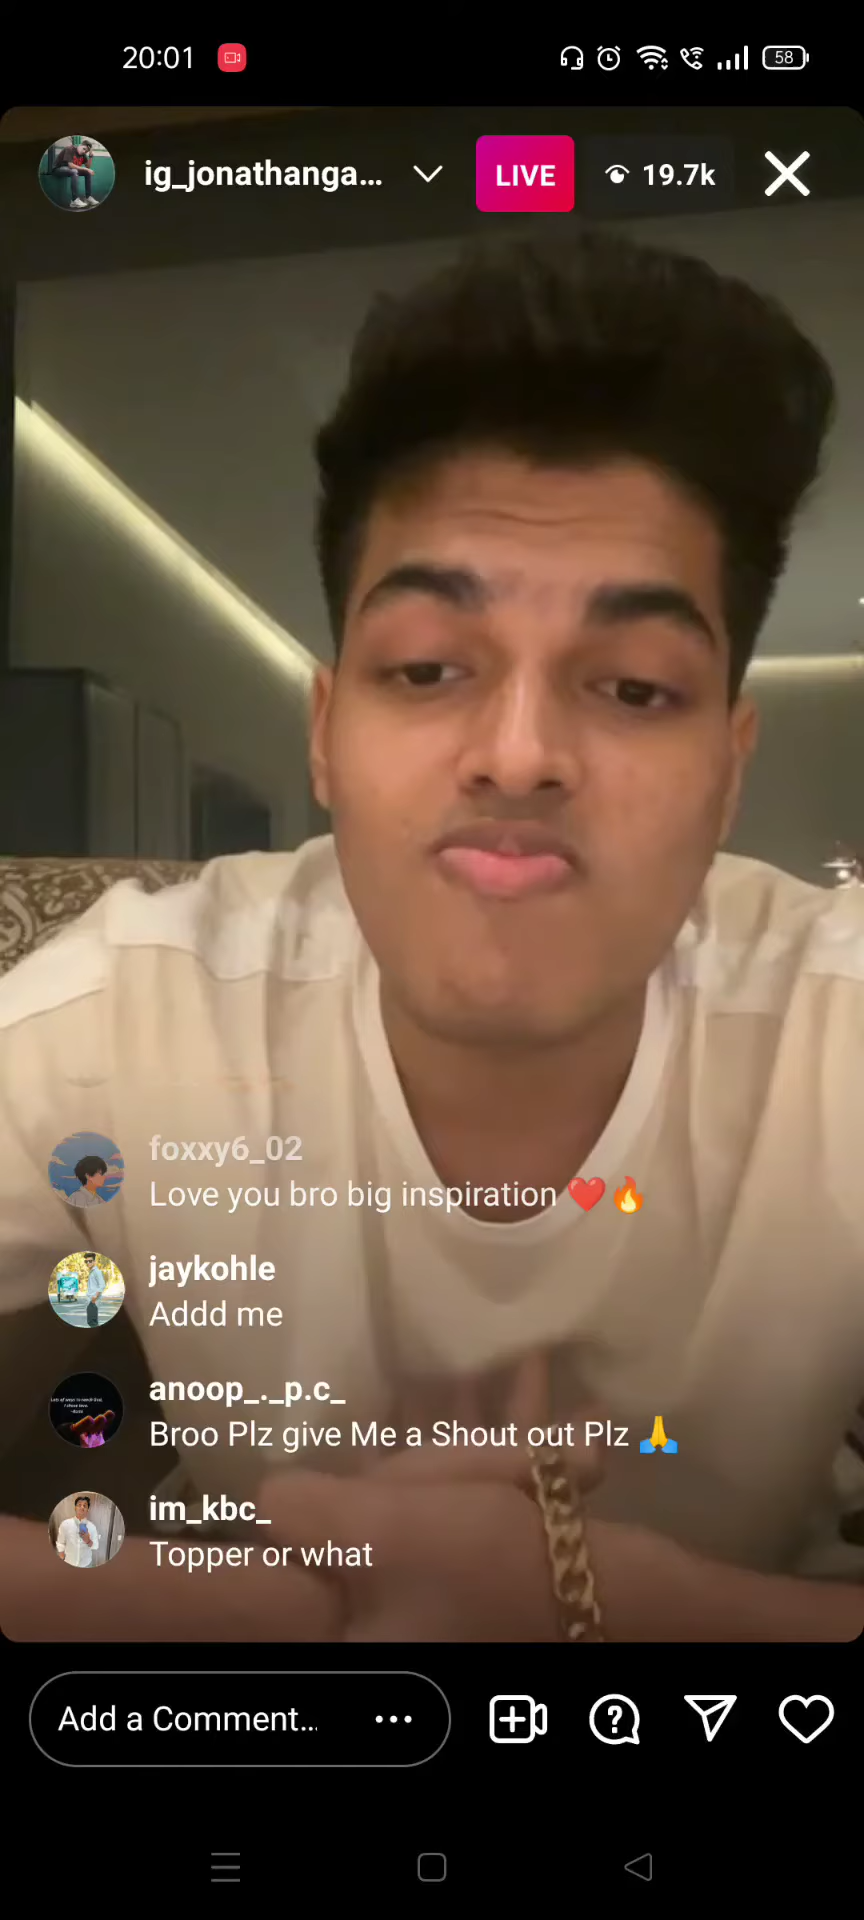 20:01
58
ig_jonathanga...
LIVE
19.7k
foxxy6_02
Love you bro big inspiration ❤️🔥
jaykohle
Addd me
anoop_._p.c_
Broo Plz give Me a Shout out Plz 🙏
im_kbc_
Topper or what
Add a Comment...